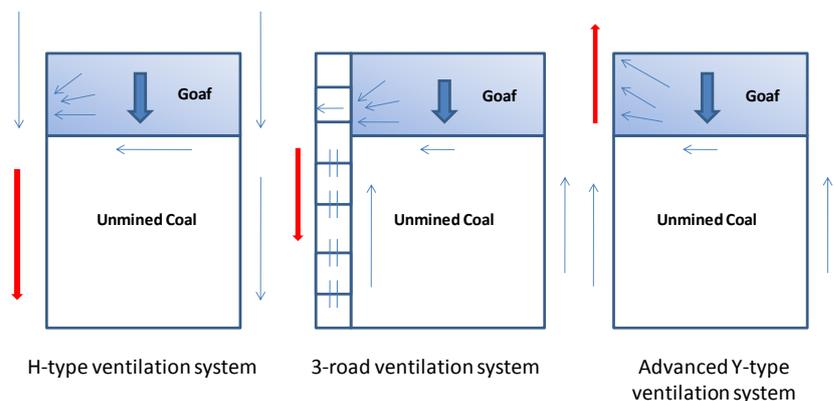 Goaf
Goaf
Goaf
Unmined Coal
Unmined Coal
Unmined Coal
H-type ventilation system
3-road ventilation system
Advanced Y-type
ventilation system